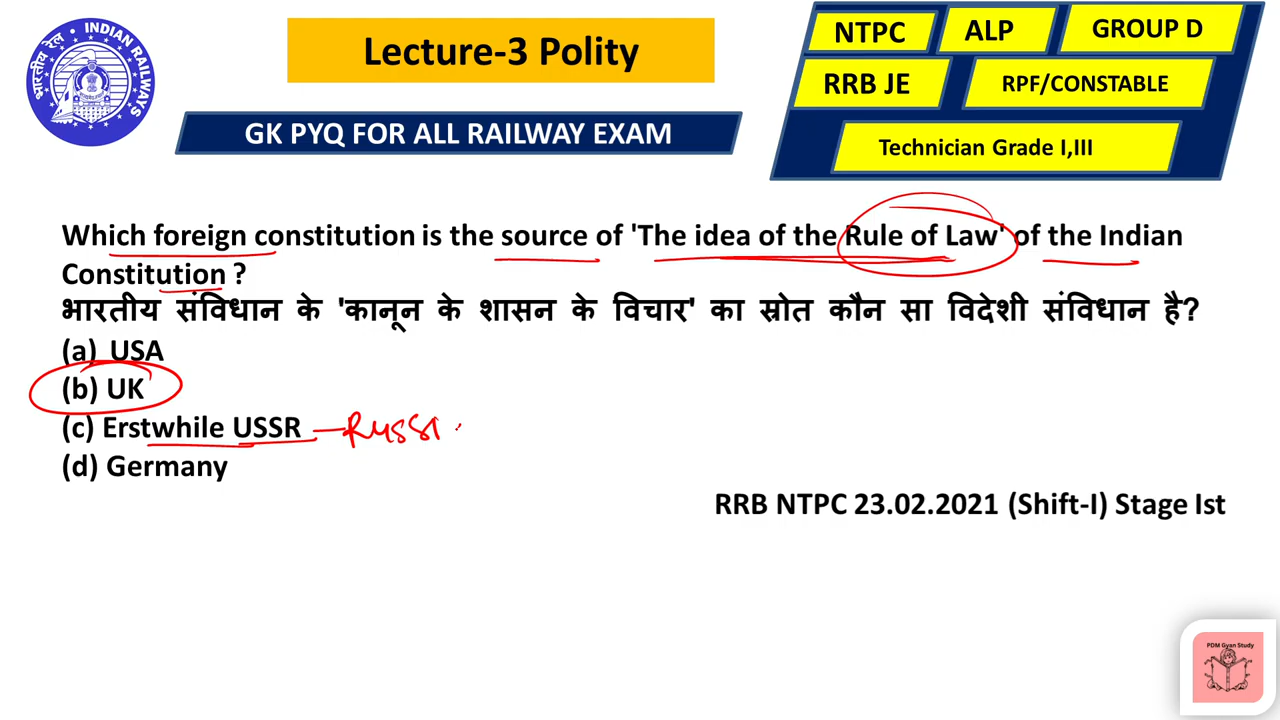 भारतीय रेल INDIAN RAILWAYS
Lecture-3 Polity
GK PYQ FOR ALL RAILWAY EXAM
NTPC ALP GROUP D
RRB JE RPF/CONSTABLE
Technician Grade I,III
Which foreign constitution is the source of 'The idea of the Rule of Law' of the Indian
Constitution ?
भारतीय संविधान के 'कानून के शासन के विचार' का स्रोत कौन सा विदेशी संविधान है?
(a) USA
(b) UK
(c) Erstwhile USSR – Russi
(d) Germany
RRB NTPC 23.02.2021 (Shift-I) Stage Ist
PDM Gyan Study